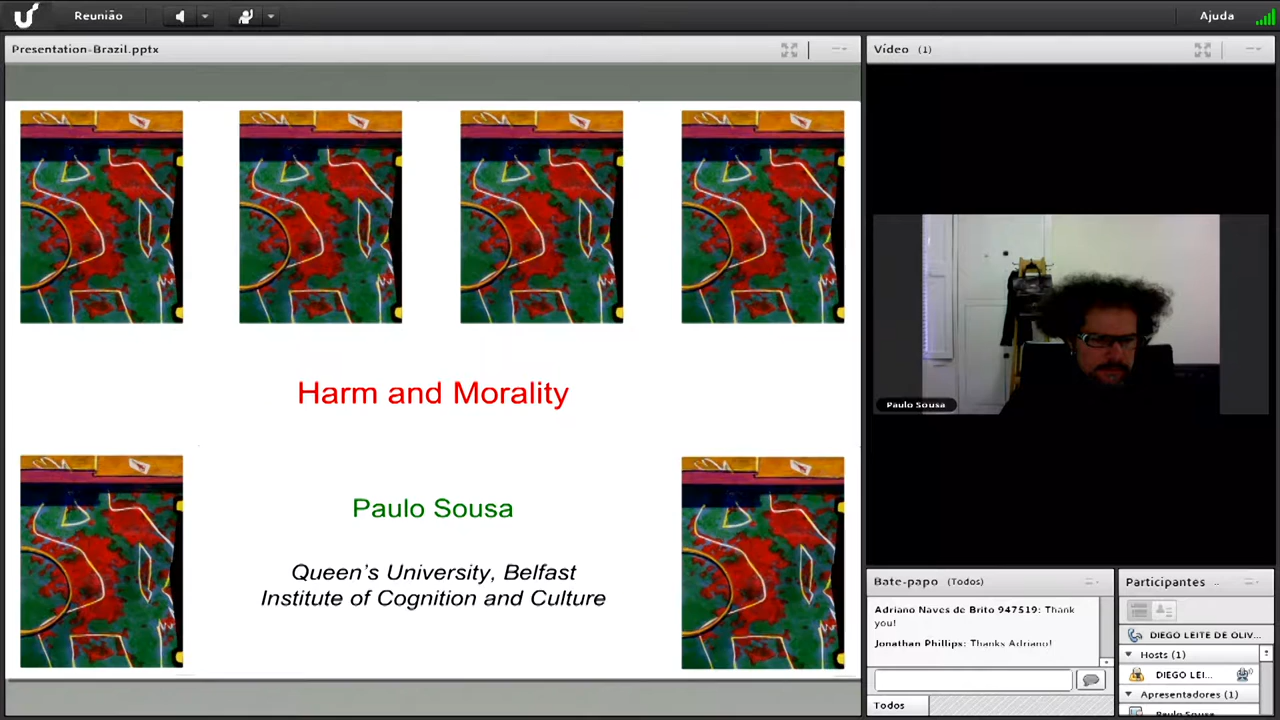 Reunião
Ajuda
Presentation-Brazil.pptx
Vídeo (1)
Harm and Morality
Paulo Sousa
Queen's University, Belfast
Institute of Cognition and Culture
Paulo Sousa
Bate-papo (Todos)
Adriano Naves de Brito 947519: Thank
you!
Jonathan Phillips: Thanks Adriano!
Todos
Participantes ..
DIEGO LEITE DE OLIV...
Hosts (1)
DIEGO LEI...
Apresentadores (1)
Paulo Sousa